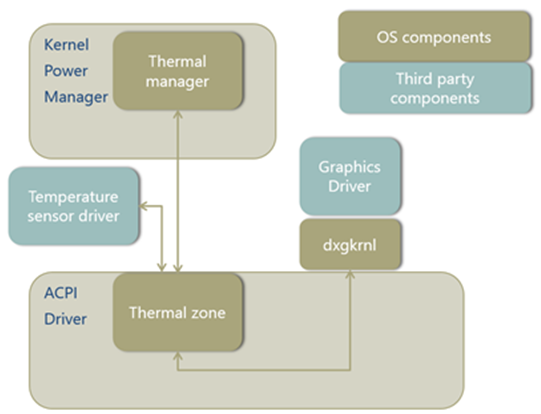 Kernel
Power
Manager
Thermal
manager
OS components
Third party
components
Temperature
sensor driver
Graphics
Driver
dxgkrnl
ACPI
Driver
Thermal zone